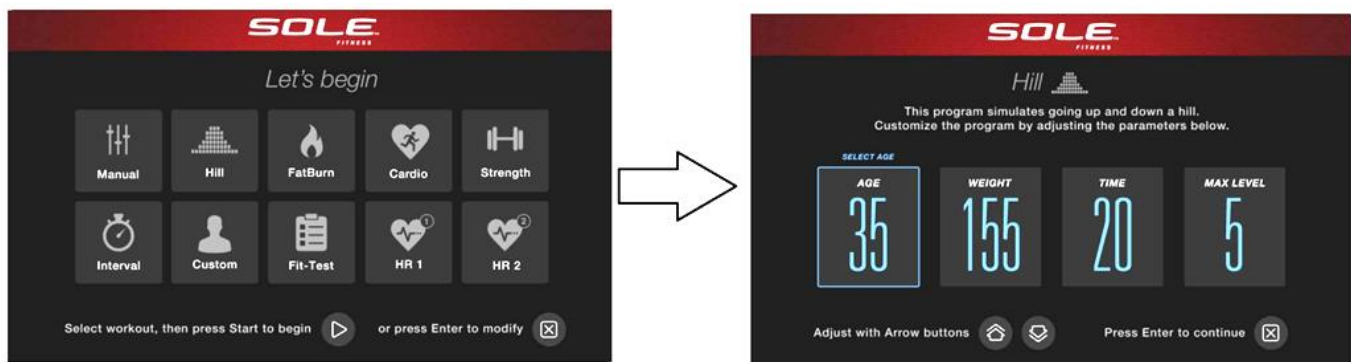 SOLE
FITNESS
Let's begin
Manual
Hill
FatBurn
Cardio
Strength
Interval
Custom
Fit-Test
1
HR 1
2
HR 2
Select workout, then press Start to begin
or press Enter to modify
SOLE
FITNESS
Hill
This program simulates going up and down a hill.
Customize the program by adjusting the parameters below.
SELECT AGE
AGE
35
WEIGHT
155
TIME
20
MAX LEVEL
5
Adjust with Arrow buttons
Press Enter to continue